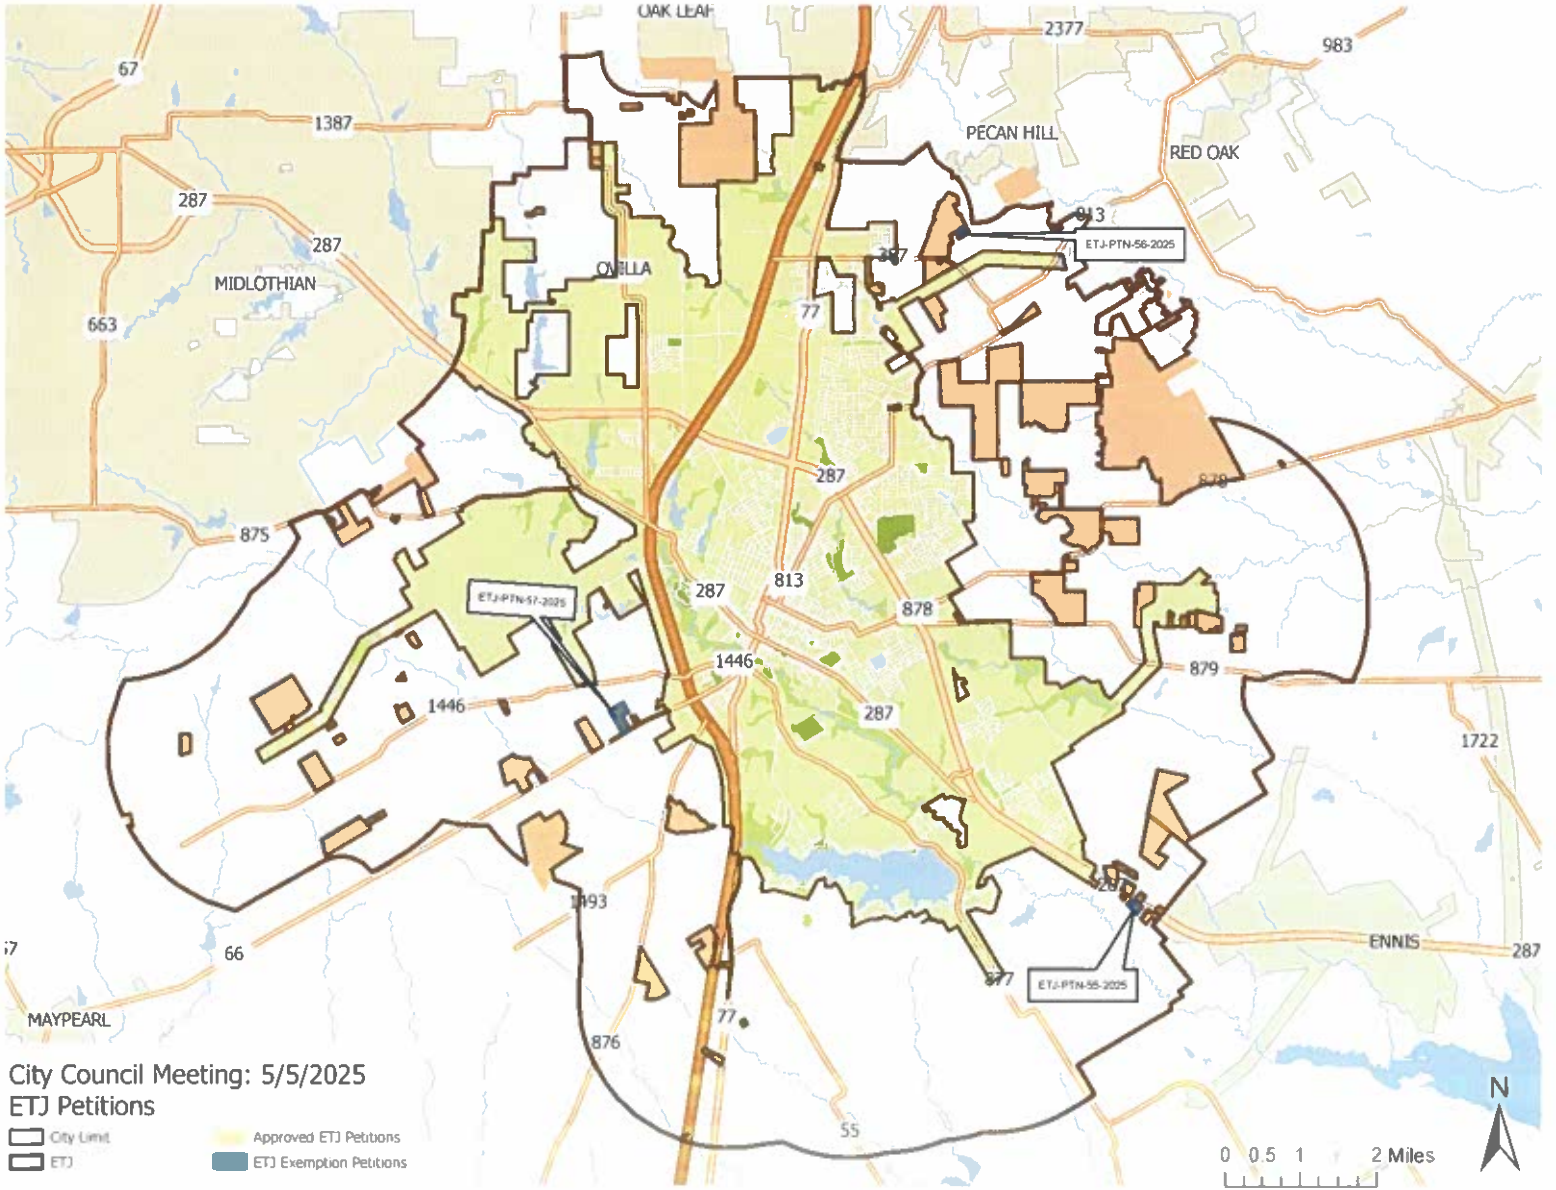 OAK LEAF
2377
983
67
1387
PECAN HILL
RED OAK
287
813
ETJ-PTN-56-2025
287
OVILLA
387
MIDLOTHIAN
77
663
287
878
875
287
813
ETJ-PTN-57-2025
878
1446
879
1446
287
1722
287
1493
66
ENNIS
287
877
ETJ-PTN-55-2025
77
MAYPEARL
876
55
City Council Meeting: 5/5/2025
ETJ Petitions
City Limit
Approved ETJ Petitions
ETJ
ETJ Exemption Petitions
N
0 0.5 1 2 Miles